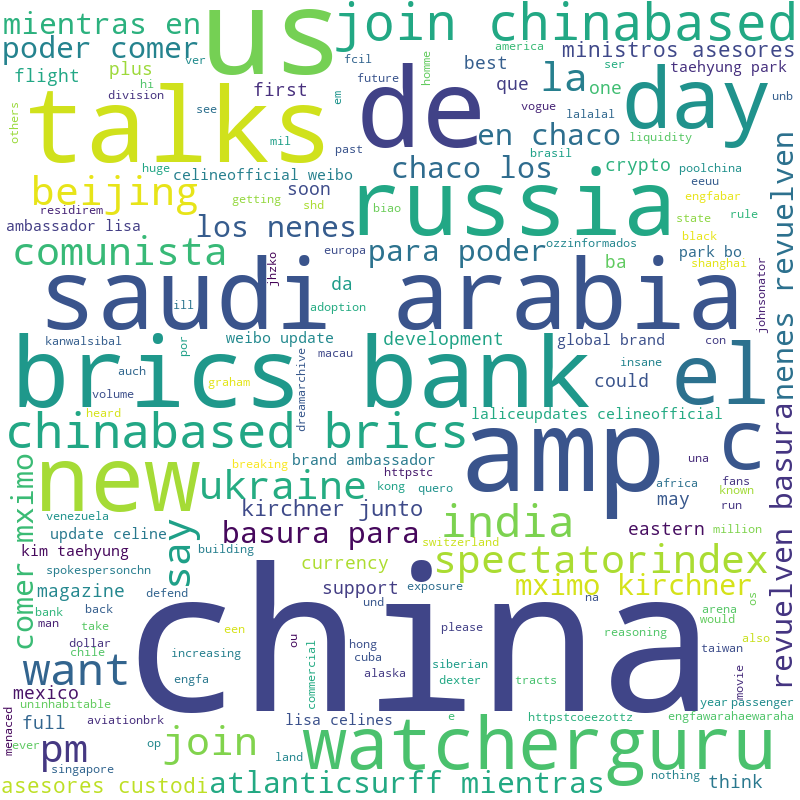 mientras en
us
join chinabased
poder comer
ministros asesores
flight
plus
ver
fcil
america
ser
taehyung park
hi
division
first
best
que
la
one
day
unb
others
talks
de
see
future
em
homme
vogue
lalalal
mil
past
en chaco
brasil
liquidity
huge
celineofficial weibo
chaco los
crypto
poolchina
beijing
getting
shd
soon
biao
eeuu
engfabar
residirem
ambassador lisa
los nenes
russia
state
rule
black
park bo
comunista
jhzko
europa
para poder
ozzinformados
ba
shanghai
saudi arabia
ill
da
adoption
johnsonator
nenes revuelven
kanwalsibal
por
weibo update
macau
development
global brand
con
brics bank
el
auch
insane
volume
graham
dreamarchive
could
heard
chinabased brics
laliceupdates celineofficial
amp
c
new
breaking
brand ambassador
httpstc
una
comer mximo
ukraine
kong
quero
africa
fans
may
known
run
venezuela
say
kirchner junto
india
eastern
million
update celine
basura para
switzerland
kim taehyung
building
spectatorindex
spokespersonchn
currency
magazine
defend
support
exposure
mximo kirchner
na
os
revuelven basura
bank
back
china
und
please
arena
would
man
take
een
reasoning
also
want
chile
dollar
increasing
ou
hong
cuba
siberian
taiwan
mexico
engfa
alaska
dexter
tracts
movie
uninhabitable
commercial
year
passenger
full
aviationbrk
lisa celines
e
httpstcoeezottz
engfawarahaewaraha
menaced
ever
pm
op
join
land
watcherguru
singapore
nothing
think
asesores custodi
atlanticsurff mientras